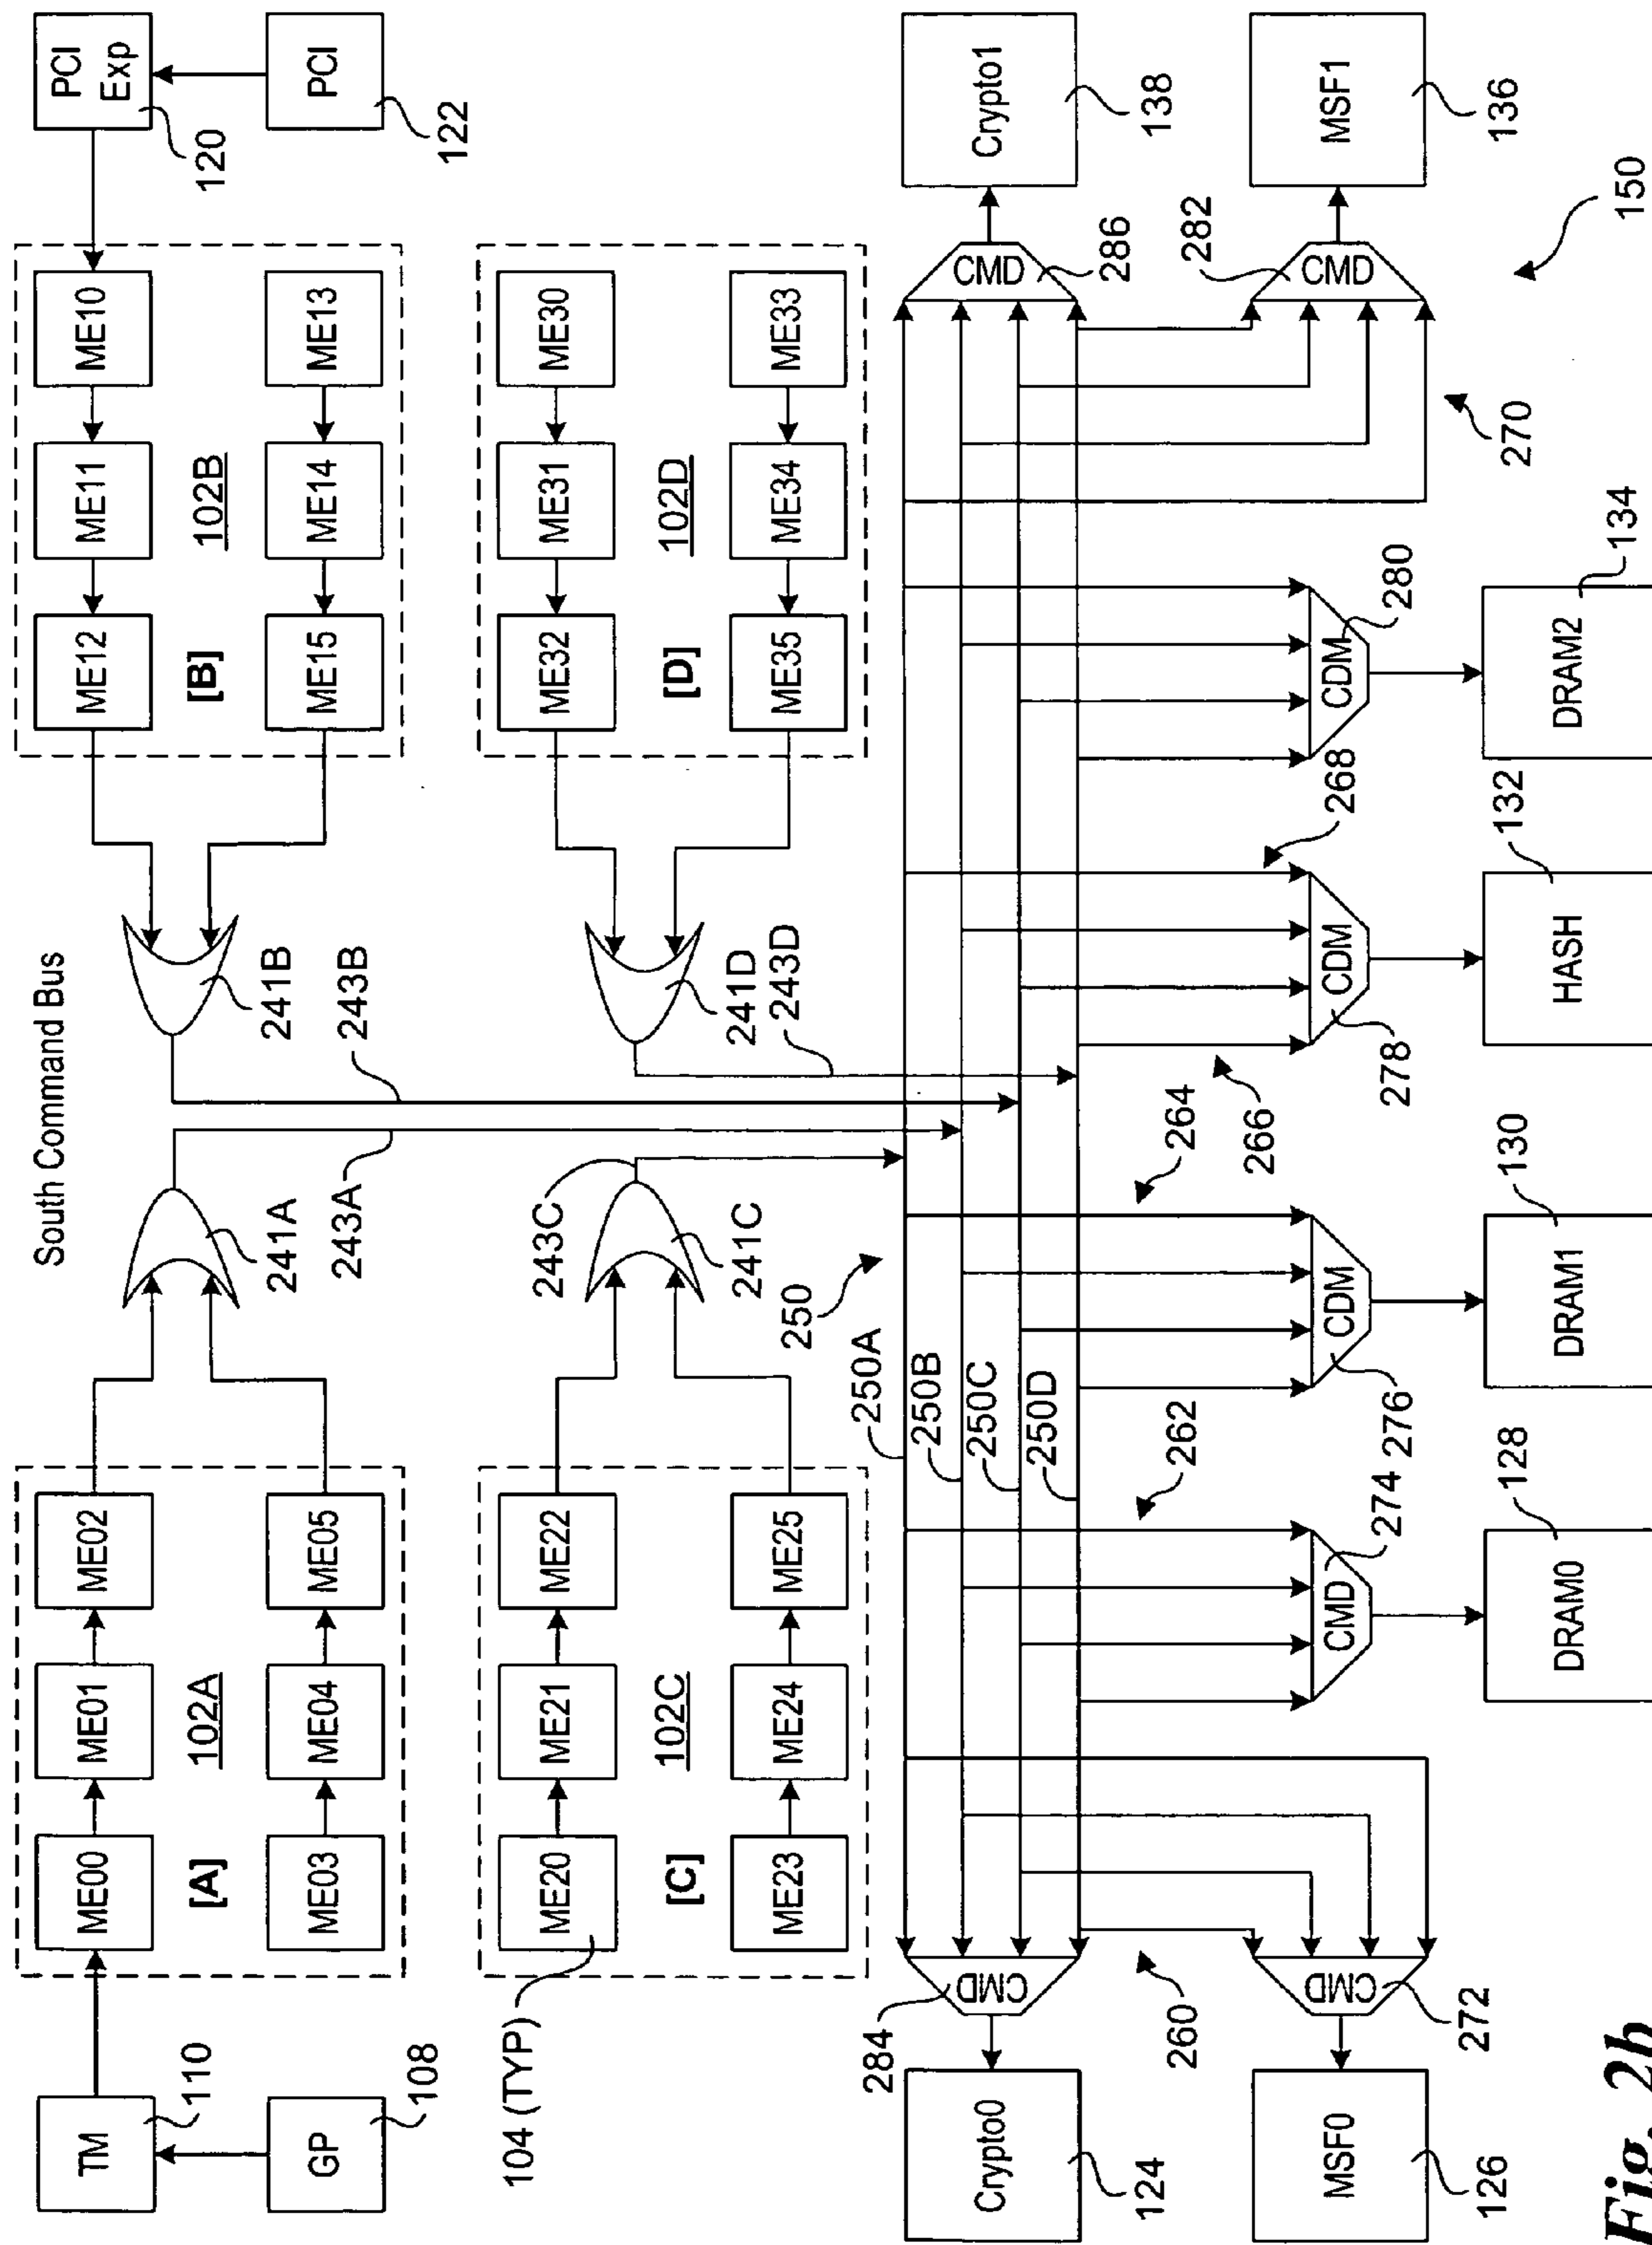 South Command Bus
TM
110
GP
108
ME00
ME01
ME02
[A]
102A
ME03
ME04
ME05
241A
243A
241B
243B
ME12
ME11
ME10
[B]
102B
ME15
ME14
ME13
PCI
Exp
120
PCI
122
104 (TYP)
ME20
ME21
ME22
[C]
102C
ME23
ME24
ME25
243C
241C
241D
243D
ME32
ME31
ME30
[D]
102D
ME35
ME34
ME33
250
250A
250B
250C
250D
284
CMD
Crypto0
124
260
CMD
272
MSF0
126
262
CMD
274
DRAM0
128
264
CDM
276
DRAM1
130
266
268
CDM
278
HASH
132
CDM
280
DRAM2
134
270
CMD
286
Crypto1
138
282
CMD
MSF1
136
150
Fig. 2b